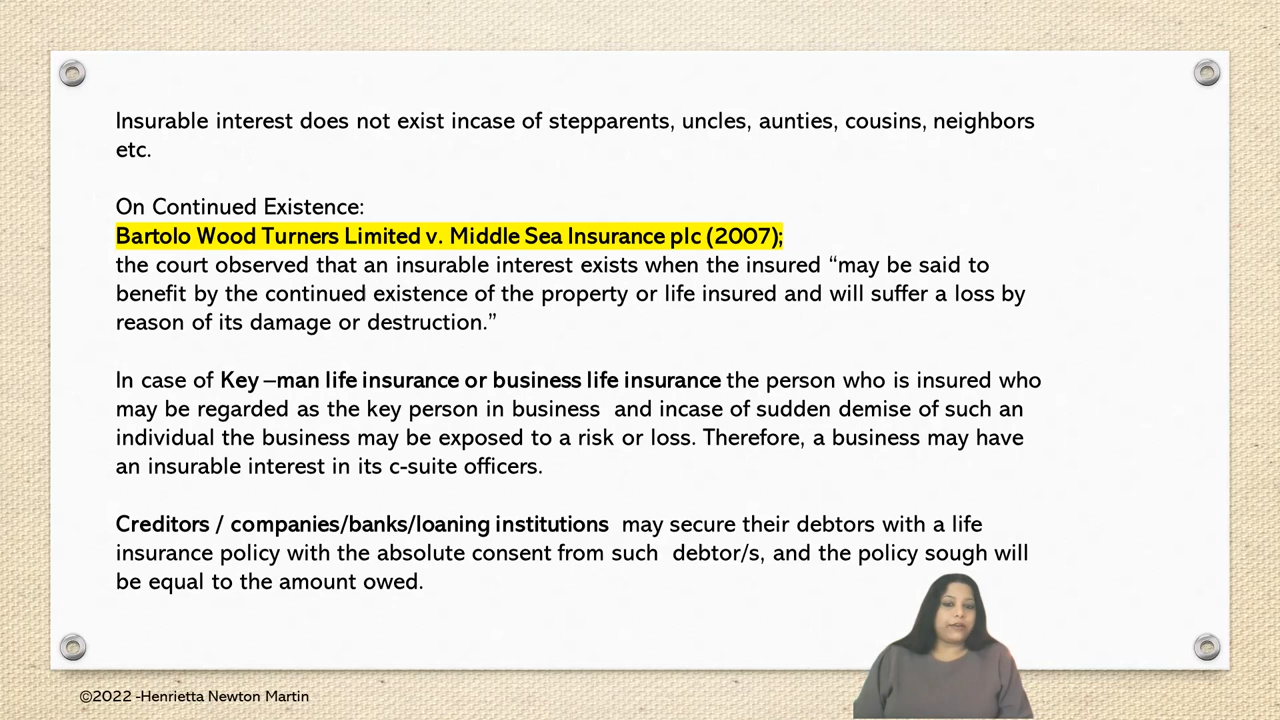 Insurable interest does not exist incase of stepparents, uncles, aunties, cousins, neighbors
etc.
On Continued Existence:
Bartolo Wood Turners Limited v. Middle Sea Insurance plc (2007);
the court observed that an insurable interest exists when the insured “may be said to
benefit by the continued existence of the property or life insured and will suffer a loss by
reason of its damage or destruction.”
In case of Key –man life insurance or business life insurance the person who is insured who
may be regarded as the key person in business  and incase of sudden demise of such an
individual the business may be exposed to a risk or loss. Therefore, a business may have
an insurable interest in its c-suite officers.
Creditors / companies/banks/loaning institutions  may secure their debtors with a life
insurance policy with the absolute consent from such  debtor/s, and the policy sough will
be equal to the amount owed.
©2022 -Henrietta Newton Martin